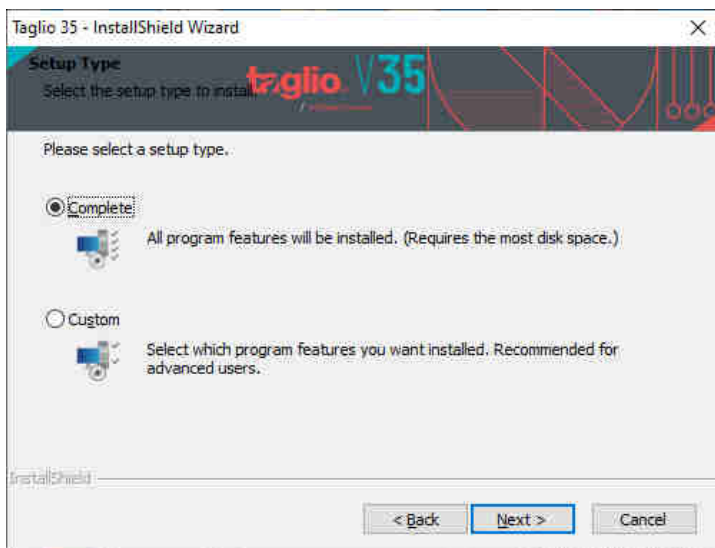 Taglio 35 - InstallShield Wizard
Setup Type
Select the setup type to install.
taglio. V35
Please select a setup type.
Complete
All program features will be installed. (Requires the most disk space.)
Custom
Select which program features you want installed. Recommended for
advanced users.
InstallShield
< Back Next > Cancel